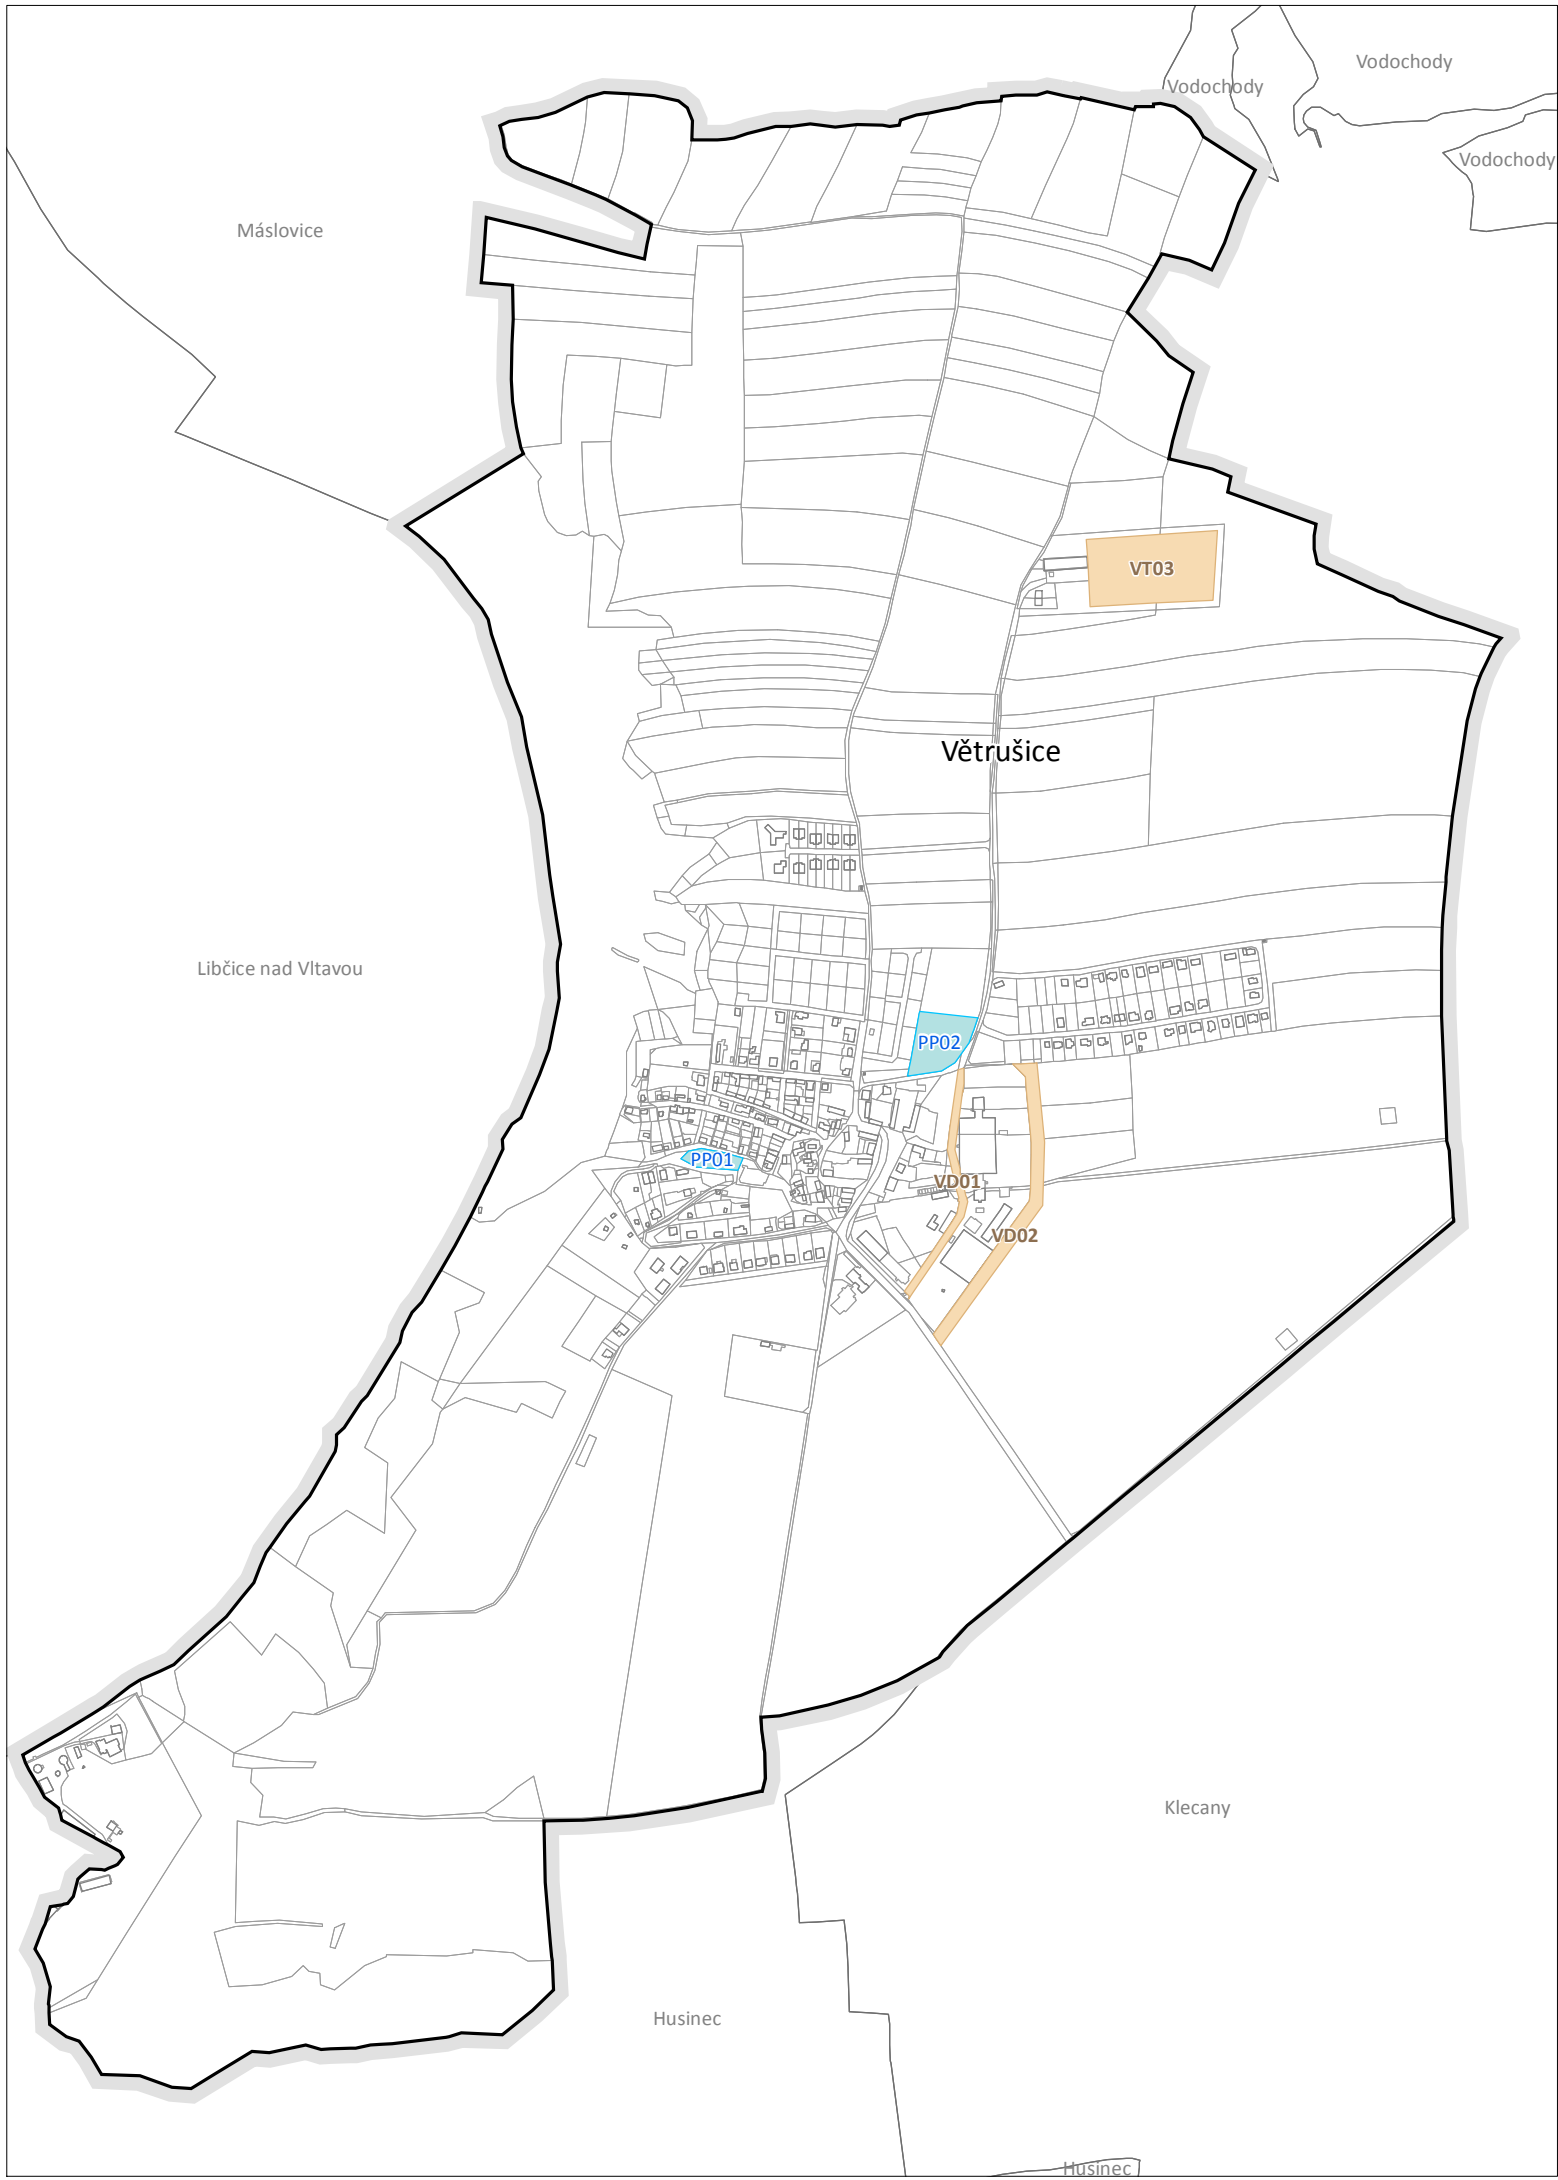 Vodochody
Vodochody
Vodochody
Máslovice
VT03
Větrušice
Libčice nad Vltavou
PP02
PP01
VD01
VD02
Klecany
Husinec
Husinec